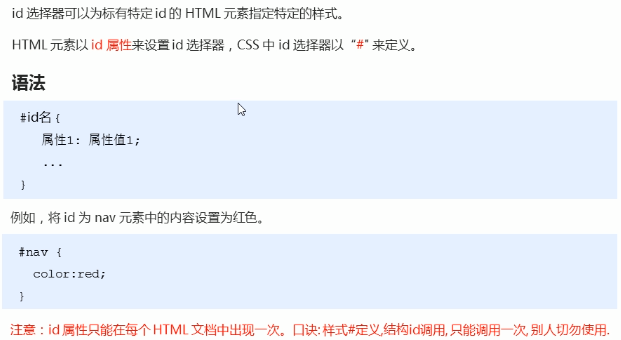 id 选择器可以为标有特定 id 的 HTML 元素指定特定的样式。
HTML 元素以 id 属性来设置 id 选择器，CSS 中 id 选择器以 “#" 来定义。
语法
#id名 {
属性1: 属性值1;
...
}
例如，将 id 为 nav 元素中的内容设置为红色。
#nav {
color:red;
}
注意：id 属性只能在每个 HTML 文档中出现一次。口诀: 样式#定义,结构id调用, 只能调用一次, 别人切勿使用.